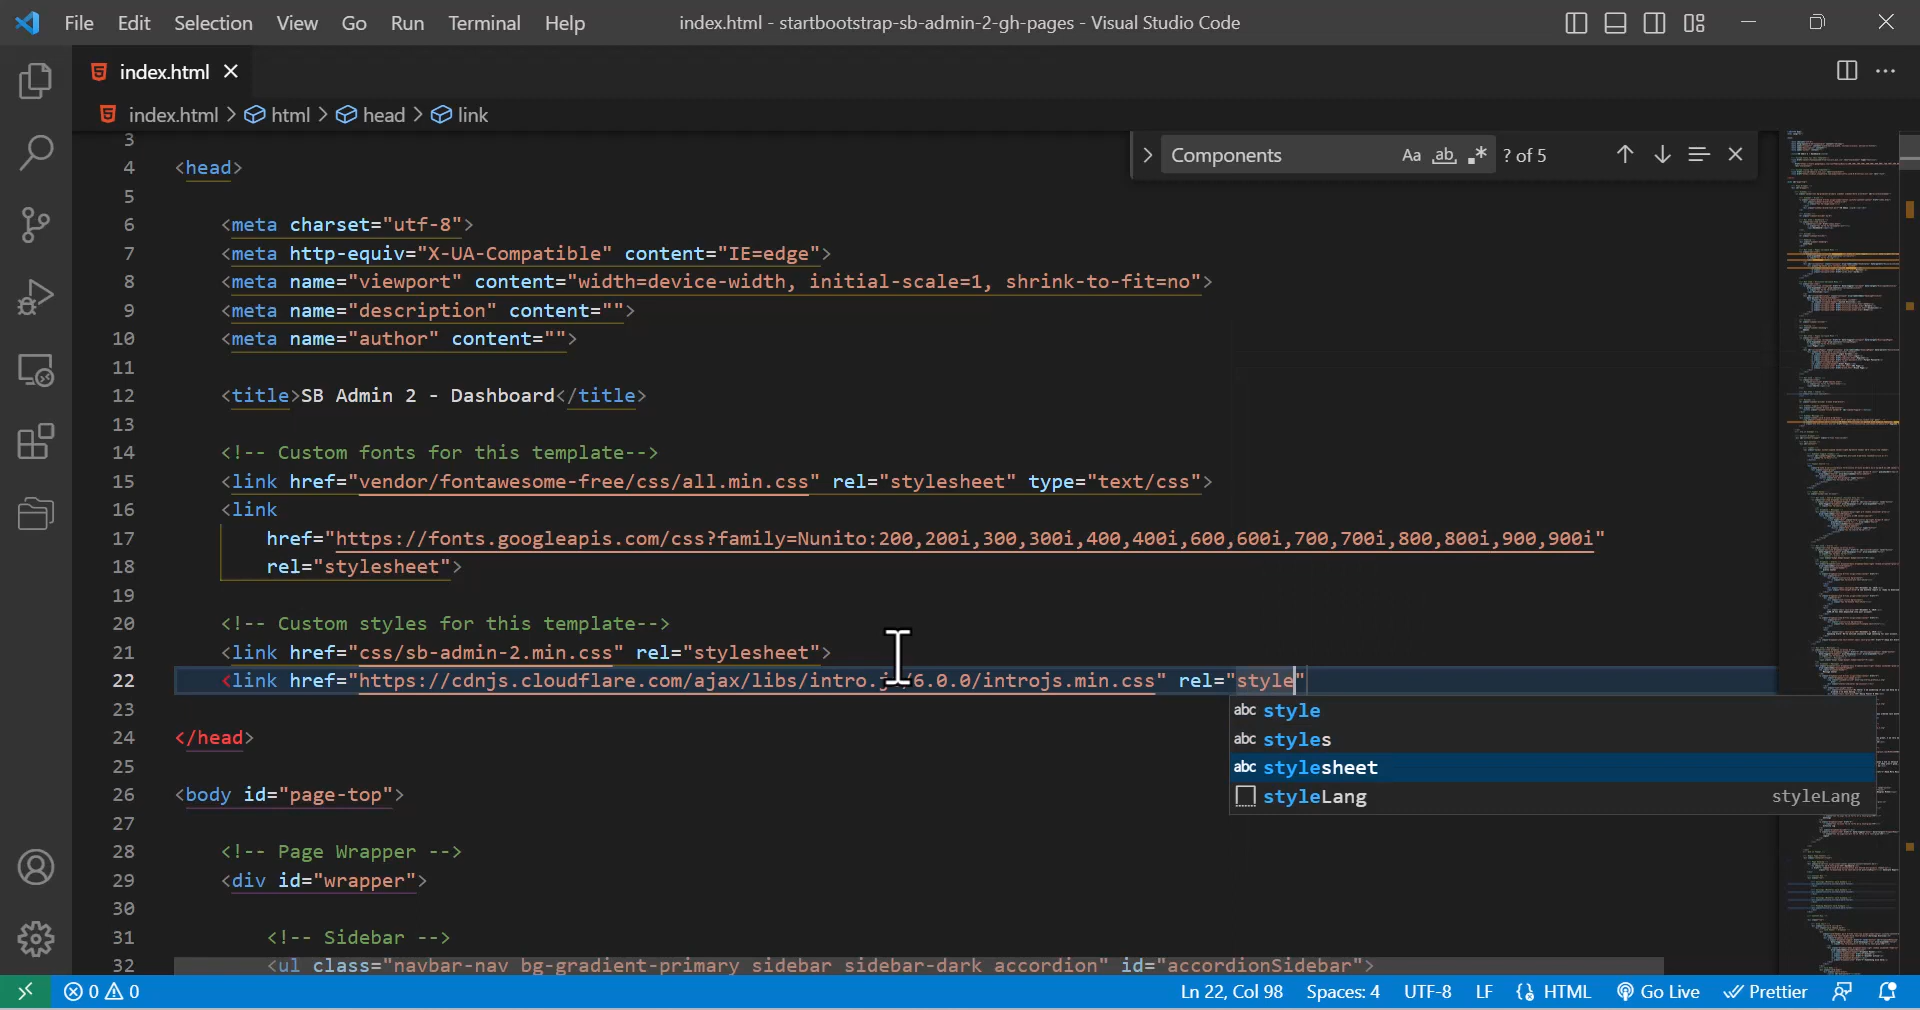 File Edit Selection View Go Run Terminal Help index.html - startbootstrap-sb-admin-2-gh-pages - Visual Studio Code
index.html
index.html > html > head > link
Components Aa ab .* ? of 5
3
4 <head>
5
6 <meta charset="utf-8">
7 <meta http-equiv="X-UA-Compatible" content="IE=edge">
8 <meta name="viewport" content="width=device-width, initial-scale=1, shrink-to-fit=no">
9 <meta name="description" content="">
10 <meta name="author" content="">
11
12 <title>SB Admin 2 - Dashboard</title>
13
14 <!-- Custom fonts for this template-->
15 <link href="vendor/fontawesome-free/css/all.min.css" rel="stylesheet" type="text/css">
16 <link
17 href="https://fonts.googleapis.com/css?family=Nunito:200,200i,300,300i,400,400i,600,600i,700,700i,800,800i,900,900i"
18 rel="stylesheet">
19
20 <!-- Custom styles for this template-->
21 <link href="css/sb-admin-2.min.css" rel="stylesheet">
22 <link href="https://cdnjs.cloudflare.com/ajax/libs/intro.js/6.0.0/introjs.min.css" rel="style"
abc style
abc styles
abc stylesheet
styleLang styleLang
23
24 </head>
25
26 <body id="page-top">
27
28 <!-- Page Wrapper -->
29 <div id="wrapper">
30
31 <!-- Sidebar -->
32 <ul class="navbar-nav bg-gradient-primary sidebar sidebar-dark accordion" id="accordionSidebar">
0 0 Ln 22, Col 98 Spaces: 4 UTF-8 LF HTML Go Live Prettier